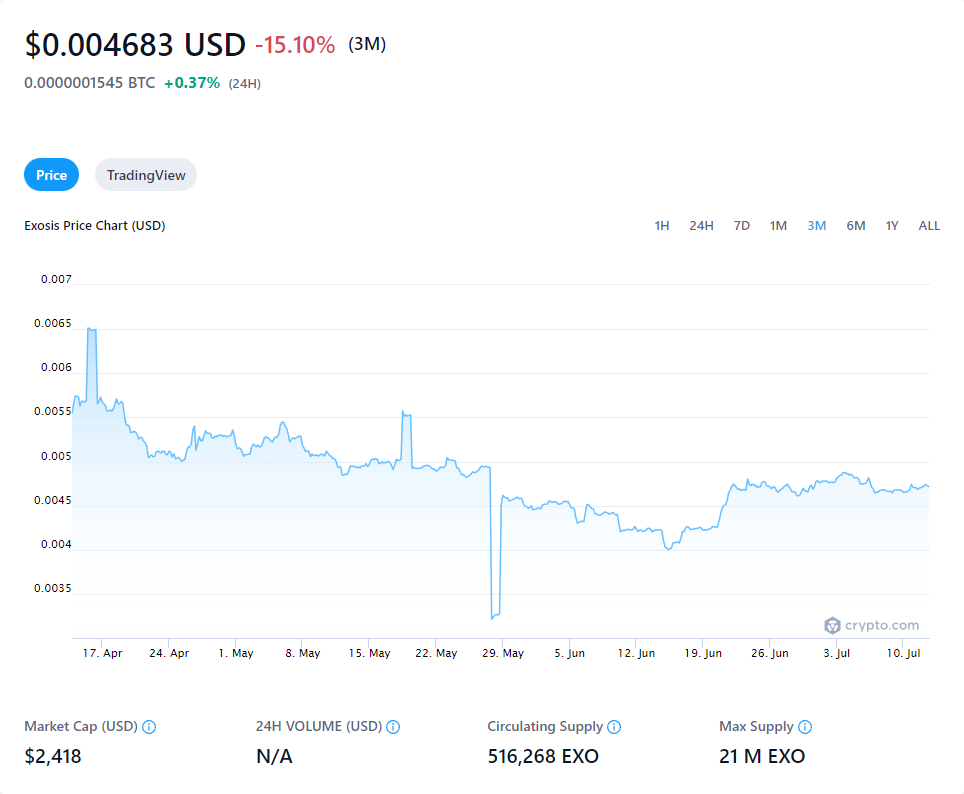 $0.004683 USD -15.10% (3M)
0.0000001545 BTC +0.37% (24H)
Price TradingView
Exosis Price Chart (USD) 1H 24H 7D 1M 3M 6M 1Y ALL
0.007
0.0065
0.006
0.0055
0.005
0.0045
0.004
0.0035
crypto.com
17. Apr 24. Apr 1. May 8. May 15. May 22. May 29. May 5. Jun 12. Jun 19. Jun 26. Jun 3. Jul 10. Jul
Market Cap (USD) 24H VOLUME (USD) Circulating Supply Max Supply
$2,418 N/A 516,268 EXO 21 M EXO